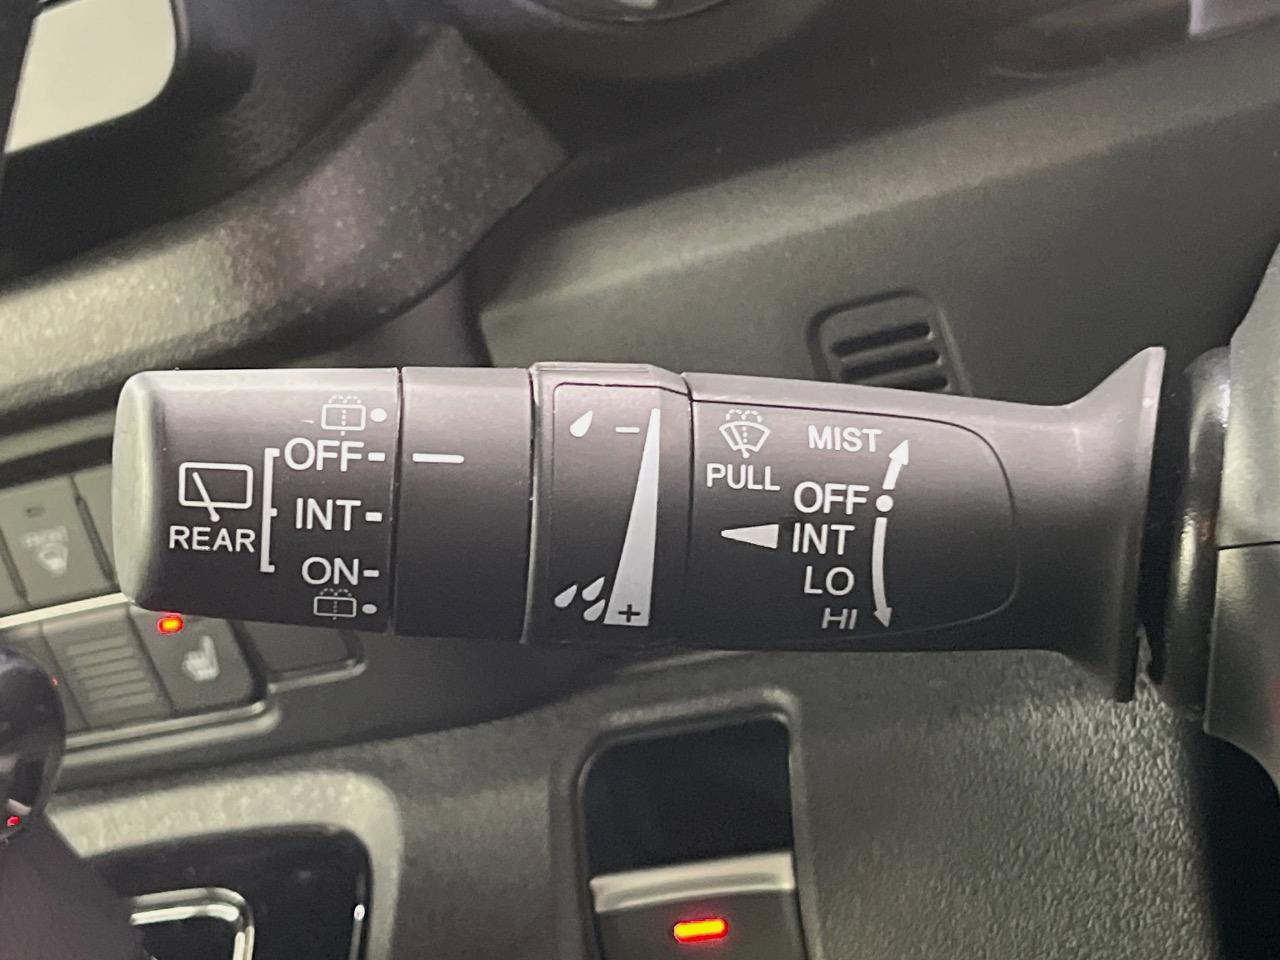 REAR
OFF
INT
ON
−
+
PULL
MIST
OFF
INT
LO
HI